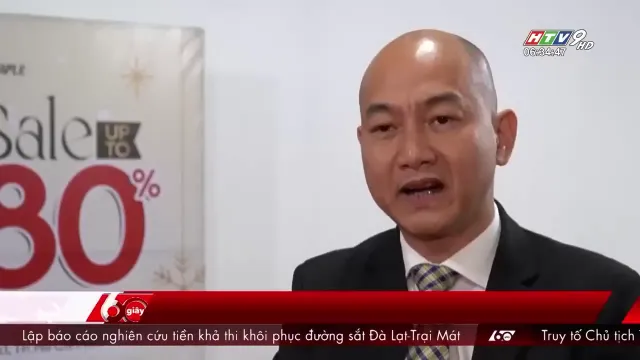 HTV9 HD
06:34:47
Sale
UP TO
80%
60 giây
Lập báo cáo nghiên cứu tiền khả thi khôi phục đường sắt Đà Lạt-Trại Mát
60
Truy tố Chủ tịch